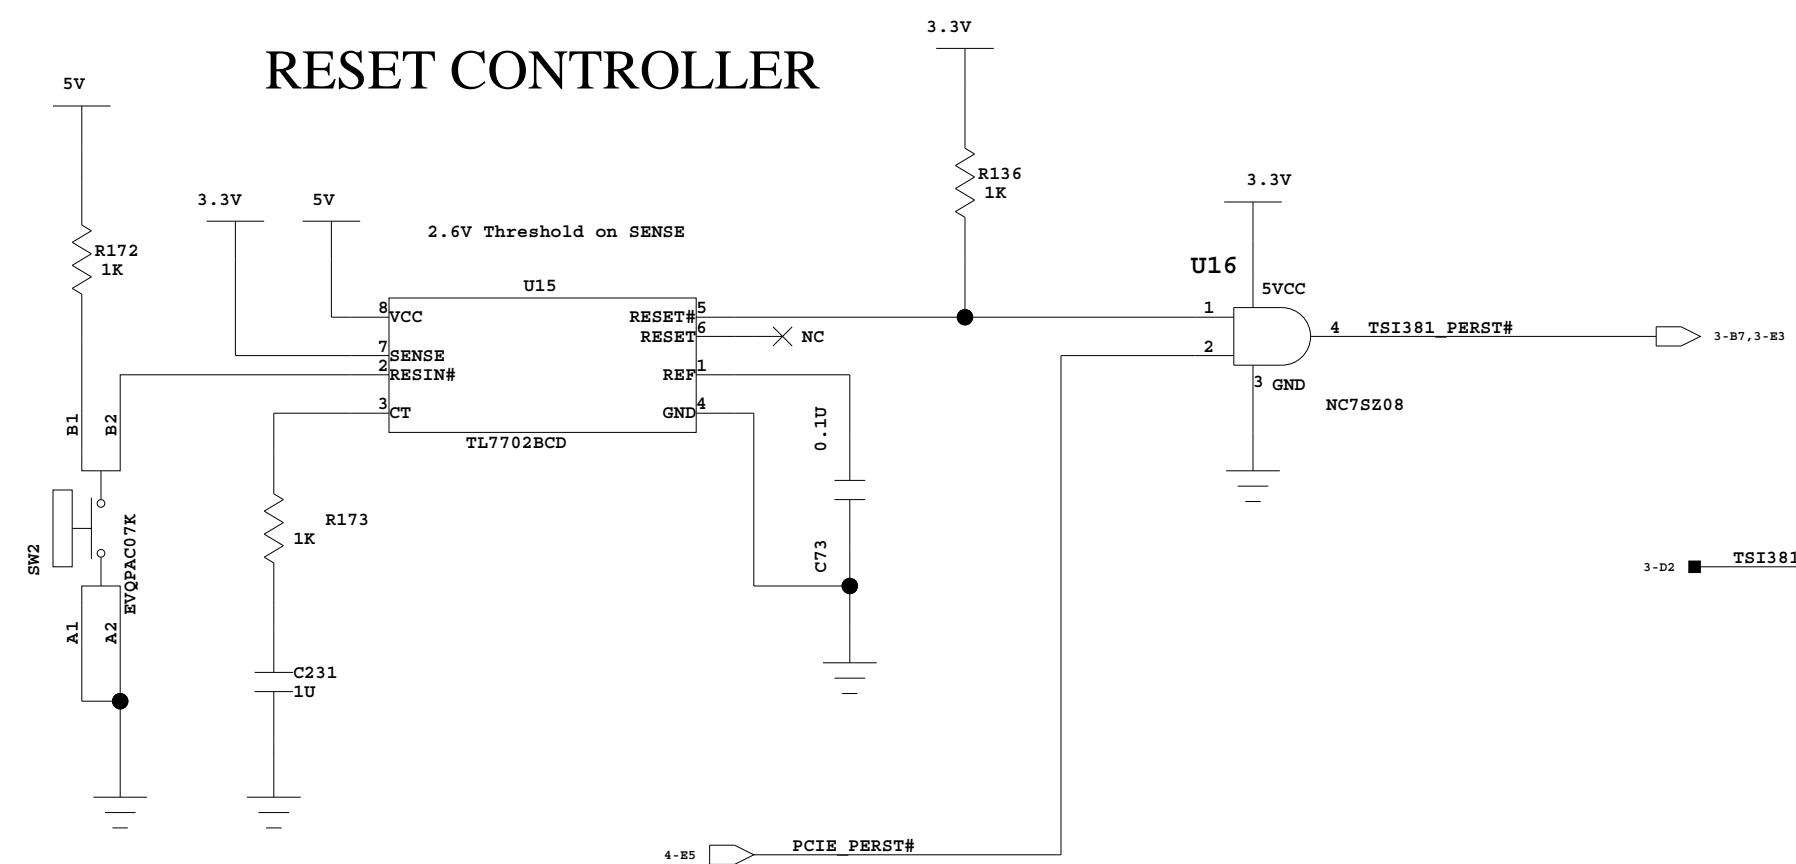 RESET CONTROLLER
3.3V
5V
R172
1K
3.3V
5V
2.6V Threshold on SENSE
R136
1K
3.3V
U16
5VCC
U15
8
VCC
7
SENSE
2
RESIN#
3
CT
RESET#
5
RESET
6
NC
REF
1
GND
4
TL7702BCD
1
2
4
TSI381_PERST#
3-B7,3-E3
3 GND
NC7SZ08
B1
B2
SW2
EVQPAC07K
A1
A2
R173
1K
C231
1U
0.1U
C73
3-D2
TSI381
4-E5
PCIE_PERST#